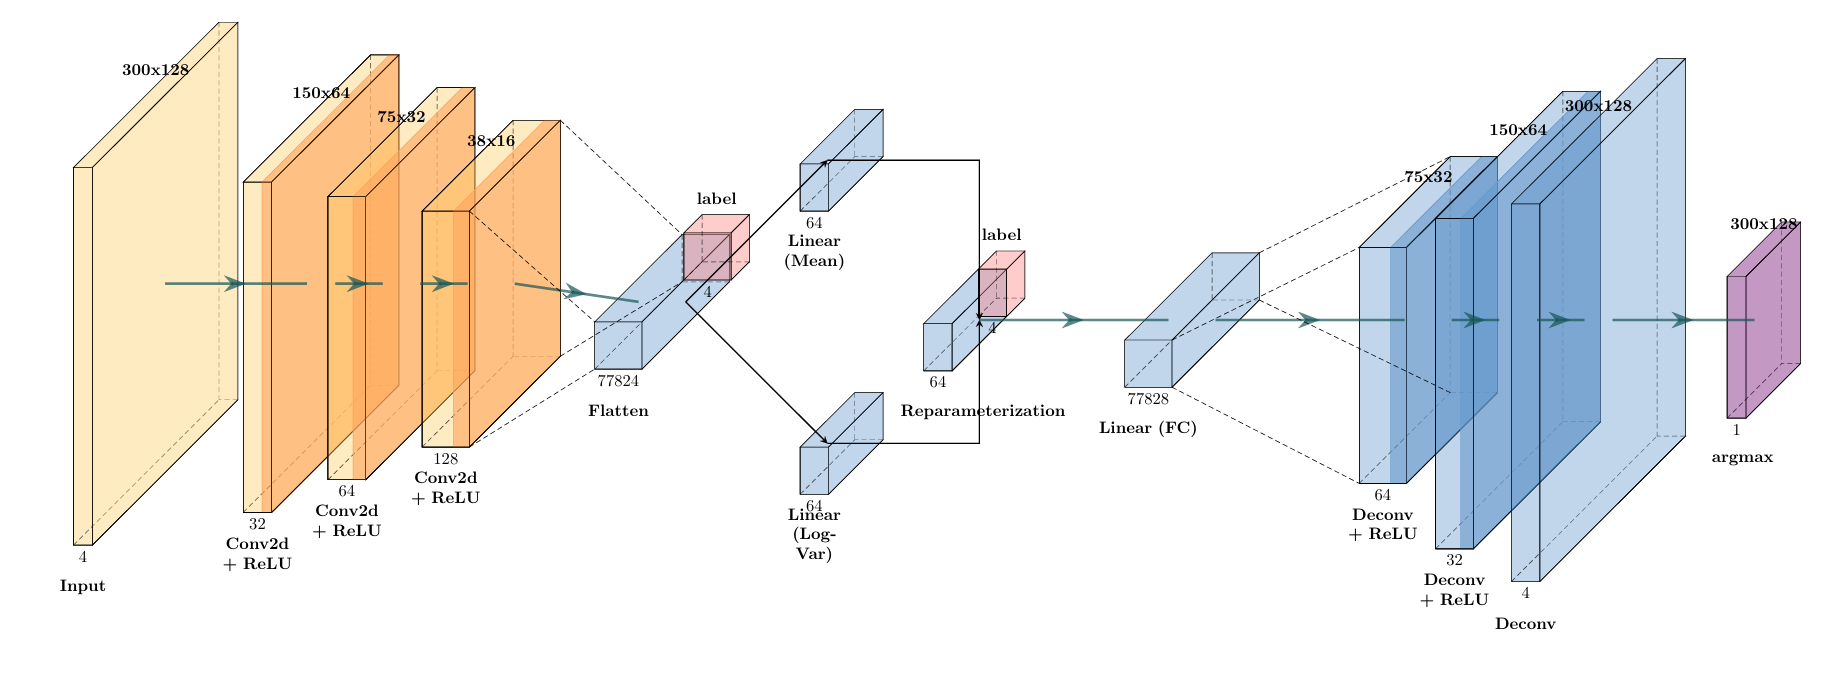 300x128
4
Input
150x64
32
Conv2d
+ ReLU
75x32
64
Conv2d
+ ReLU
38x16
128
Conv2d
+ ReLU
77824
Flatten
label
4
64
Linear
(Mean)
64
Linear
(Log-
Var)
label
4
64
Reparameterization
77828
Linear (FC)
75x32
64
Deconv
+ ReLU
150x64
32
Deconv
+ ReLU
300x128
4
Deconv
300x128
1
argmax